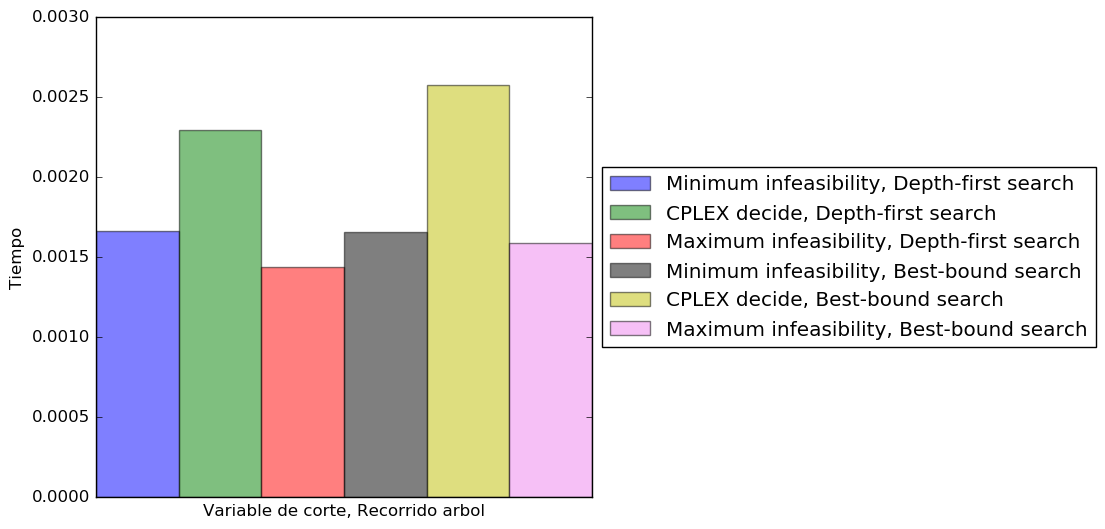 0.0030
0.0025
0.0020
0.0015
0.0010
0.0005
0.0000
Tiempo
Variable de corte, Recorrido arbol
Minimum infeasibility, Depth-first search
CPLEX decide, Depth-first search
Maximum infeasibility, Depth-first search
Minimum infeasibility, Best-bound search
CPLEX decide, Best-bound search
Maximum infeasibility, Best-bound search